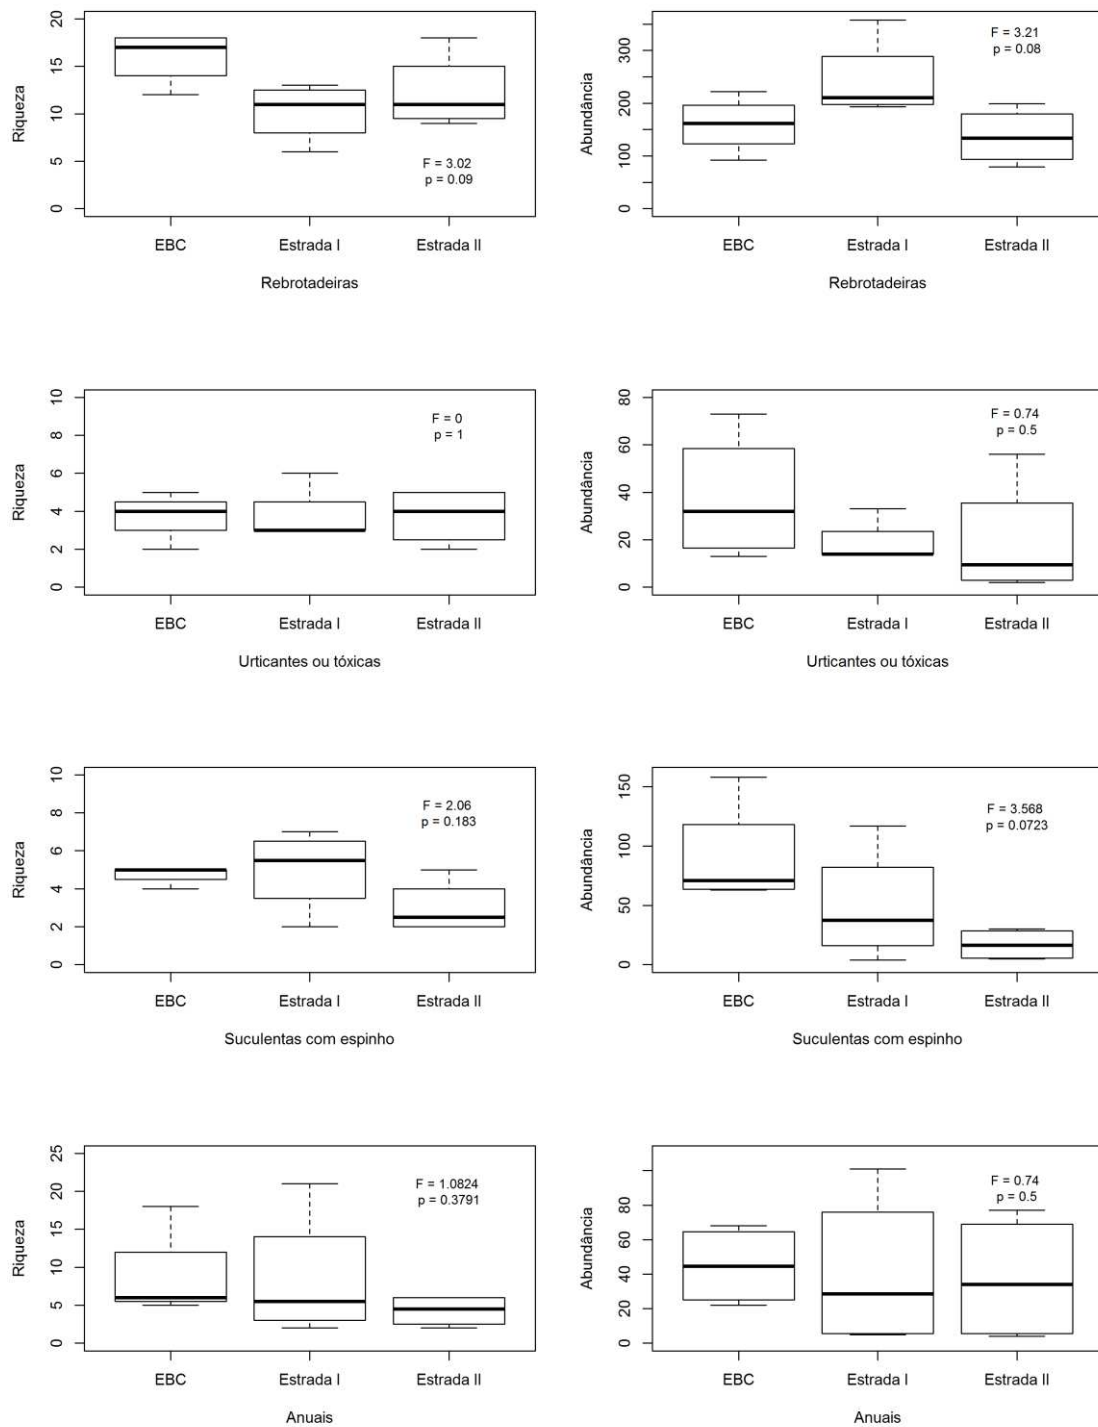 Riqueza
20
15
10
5
0
F = 3.02
p = 0.09
EBC Estrada I Estrada II
Rebrotadeiras
Abundância
300
200
100
0
F = 3.21
p = 0.08
EBC Estrada I Estrada II
Rebrotadeiras
Riqueza
10
8
6
4
2
0
F = 0
p = 1
EBC Estrada I Estrada II
Urticantes ou tóxicas
Abundância
80
60
40
20
0
F = 0.74
p = 0.5
EBC Estrada I Estrada II
Urticantes ou tóxicas
Riqueza
10
8
6
4
2
0
F = 2.06
p = 0.183
EBC Estrada I Estrada II
Suculentas com espinho
Abundância
150
100
50
0
F = 3.568
p = 0.0723
EBC Estrada I Estrada II
Suculentas com espinho
Riqueza
25
20
15
10
5
0
F = 1.0824
p = 0.3791
EBC Estrada I Estrada II
Anuais
Abundância
80
60
40
20
0
F = 0.74
p = 0.5
EBC Estrada I Estrada II
Anuais